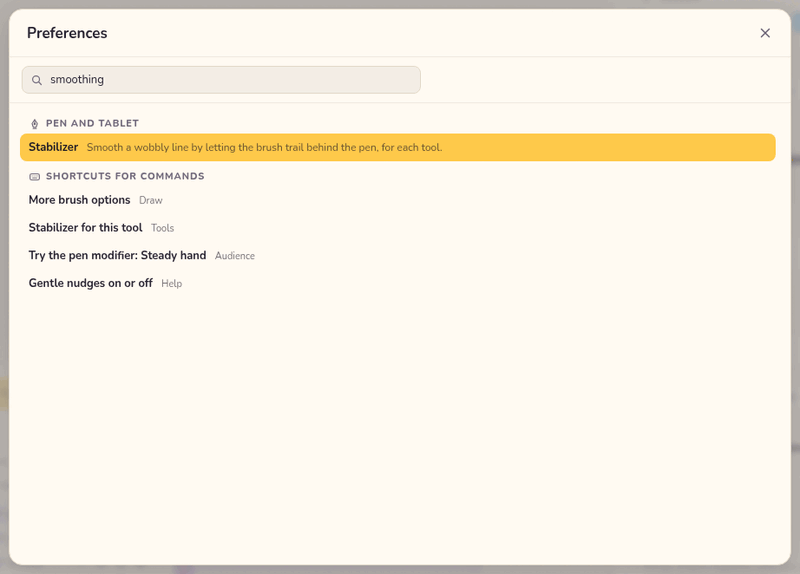 Preferences
smoothing
PEN AND TABLET
Stabilizer Smooth a wobbly line by letting the brush trail behind the pen, for each tool.
SHORTCUTS FOR COMMANDS
More brush options Draw
Stabilizer for this tool Tools
Try the pen modifier: Steady hand Audience
Gentle nudges on or off Help